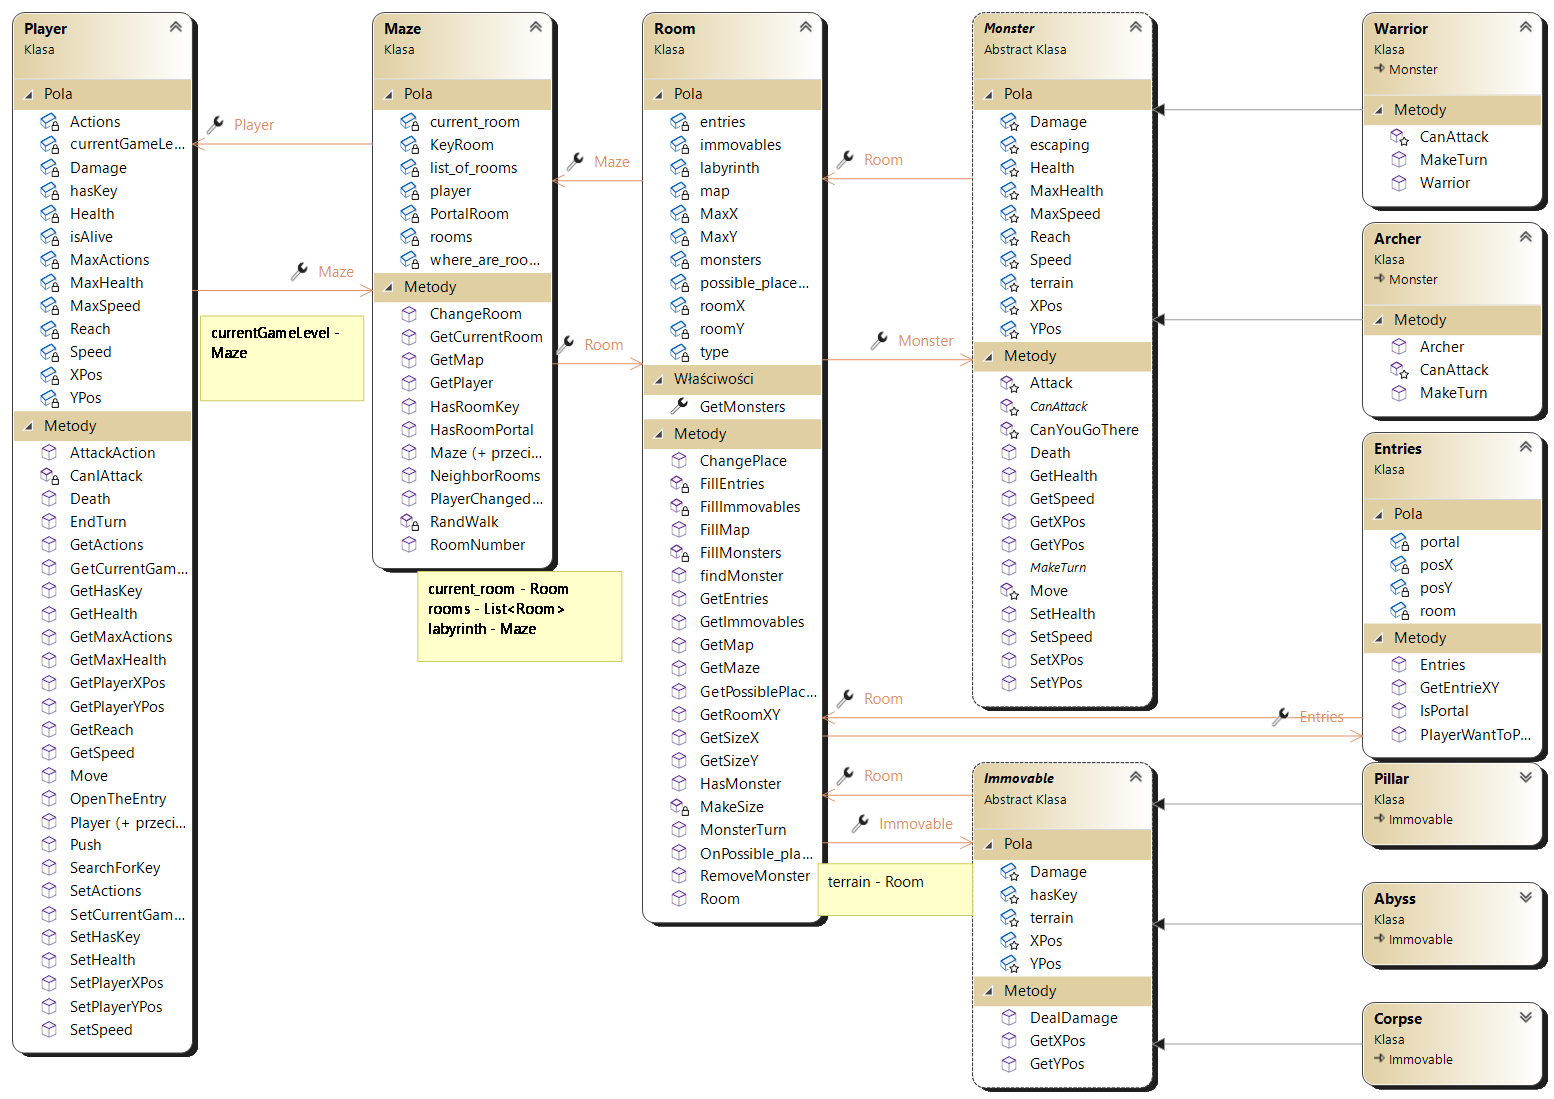 Player
Klasa
Pola
Actions
currentGameLe...
Damage
hasKey
Health
isAlive
MaxActions
MaxHealth
MaxSpeed
Reach
Speed
XPos
YPos
Metody
AttackAction
CanIAttack
Death
EndTurn
GetActions
GetCurrentGam...
GetHasKey
GetHealth
GetMaxActions
GetMaxHealth
GetPlayerXPos
GetPlayerYPos
GetReach
GetSpeed
Move
OpenTheEntry
Player (+ przeci...
Push
SearchForKey
SetActions
SetCurrentGam...
SetHasKey
SetHealth
SetPlayerXPos
SetPlayerYPos
SetSpeed
Player
Maze
currentGameLevel -
Maze
Maze
Klasa
Pola
current_room
KeyRoom
list_of_rooms
player
PortalRoom
rooms
where_are_roo...
Metody
ChangeRoom
GetCurrentRoom
GetMap
GetPlayer
HasRoomKey
HasRoomPortal
Maze (+ przeci...
NeighborRooms
PlayerChanged...
RandWalk
RoomNumber
current_room - Room
rooms - List<Room>
labyrinth - Maze
Maze
Room
Room
Klasa
Pola
entries
immovables
labyrinth
map
MaxX
MaxY
monsters
possible_place...
roomX
roomY
type
Właściwości
GetMonsters
Metody
ChangePlace
FillEntries
FillImmovables
FillMap
FillMonsters
findMonster
GetEntries
GetImmovables
GetMap
GetMaze
GetPossiblePlac...
GetRoomXY
GetSizeX
GetSizeY
HasMonster
MakeSize
MonsterTurn
OnPossible_pla...
RemoveMonster
Room
Room
Monster
Room
Entries
Room
Immovable
terrain - Room
Monster
Abstract Klasa
Pola
Damage
escaping
Health
MaxHealth
MaxSpeed
Reach
Speed
terrain
XPos
YPos
Metody
Attack
CanAttack
CanYouGoThere
Death
GetHealth
GetSpeed
GetXPos
GetYPos
MakeTurn
Move
SetHealth
SetSpeed
SetXPos
SetYPos
Immovable
Abstract Klasa
Pola
Damage
hasKey
terrain
XPos
YPos
Metody
DealDamage
GetXPos
GetYPos
Warrior
Klasa
Monster
Metody
CanAttack
MakeTurn
Warrior
Archer
Klasa
Monster
Metody
Archer
CanAttack
MakeTurn
Entries
Klasa
Pola
portal
posX
posY
room
Metody
Entries
GetEntrieXY
IsPortal
PlayerWantToP...
Pillar
Klasa
Immovable
Abyss
Klasa
Immovable
Corpse
Klasa
Immovable